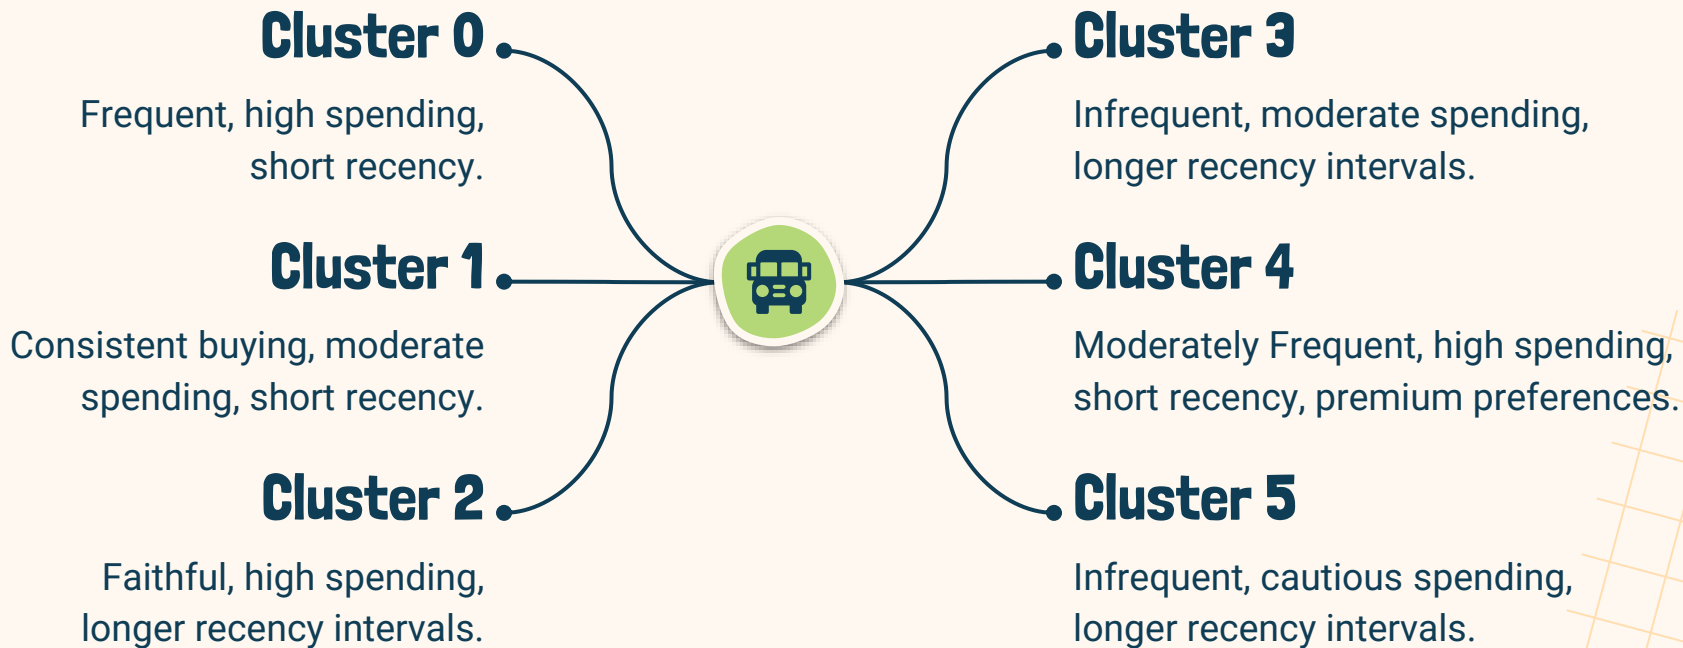 Cluster 0
Frequent, high spending,
short recency.
Cluster 1
Consistent buying, moderate
spending, short recency.
Cluster 2
Faithful, high spending,
longer recency intervals.
Cluster 3
Infrequent, moderate spending,
longer recency intervals.
Cluster 4
Moderately Frequent, high spending,
short recency, premium preferences.
Cluster 5
Infrequent, cautious spending,
longer recency intervals.